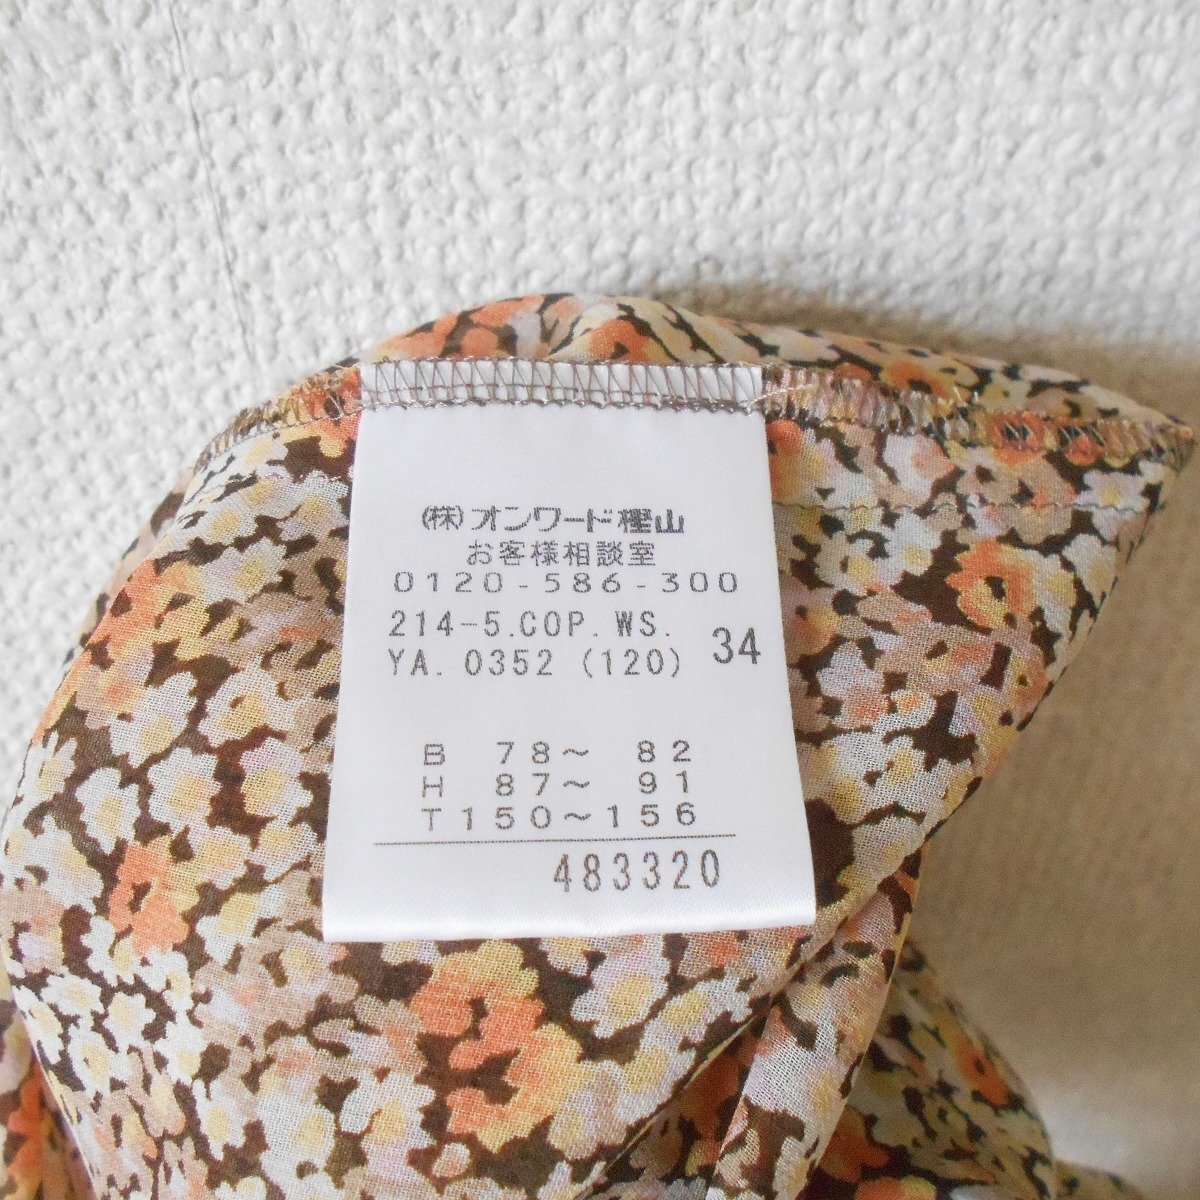 (株)オンワード樫山
お客様相談室
0120-586-300
214-5.COP.WS.
YA.0352 (120) 34
B 78～ 82
H 87～ 91
T150～156
483320